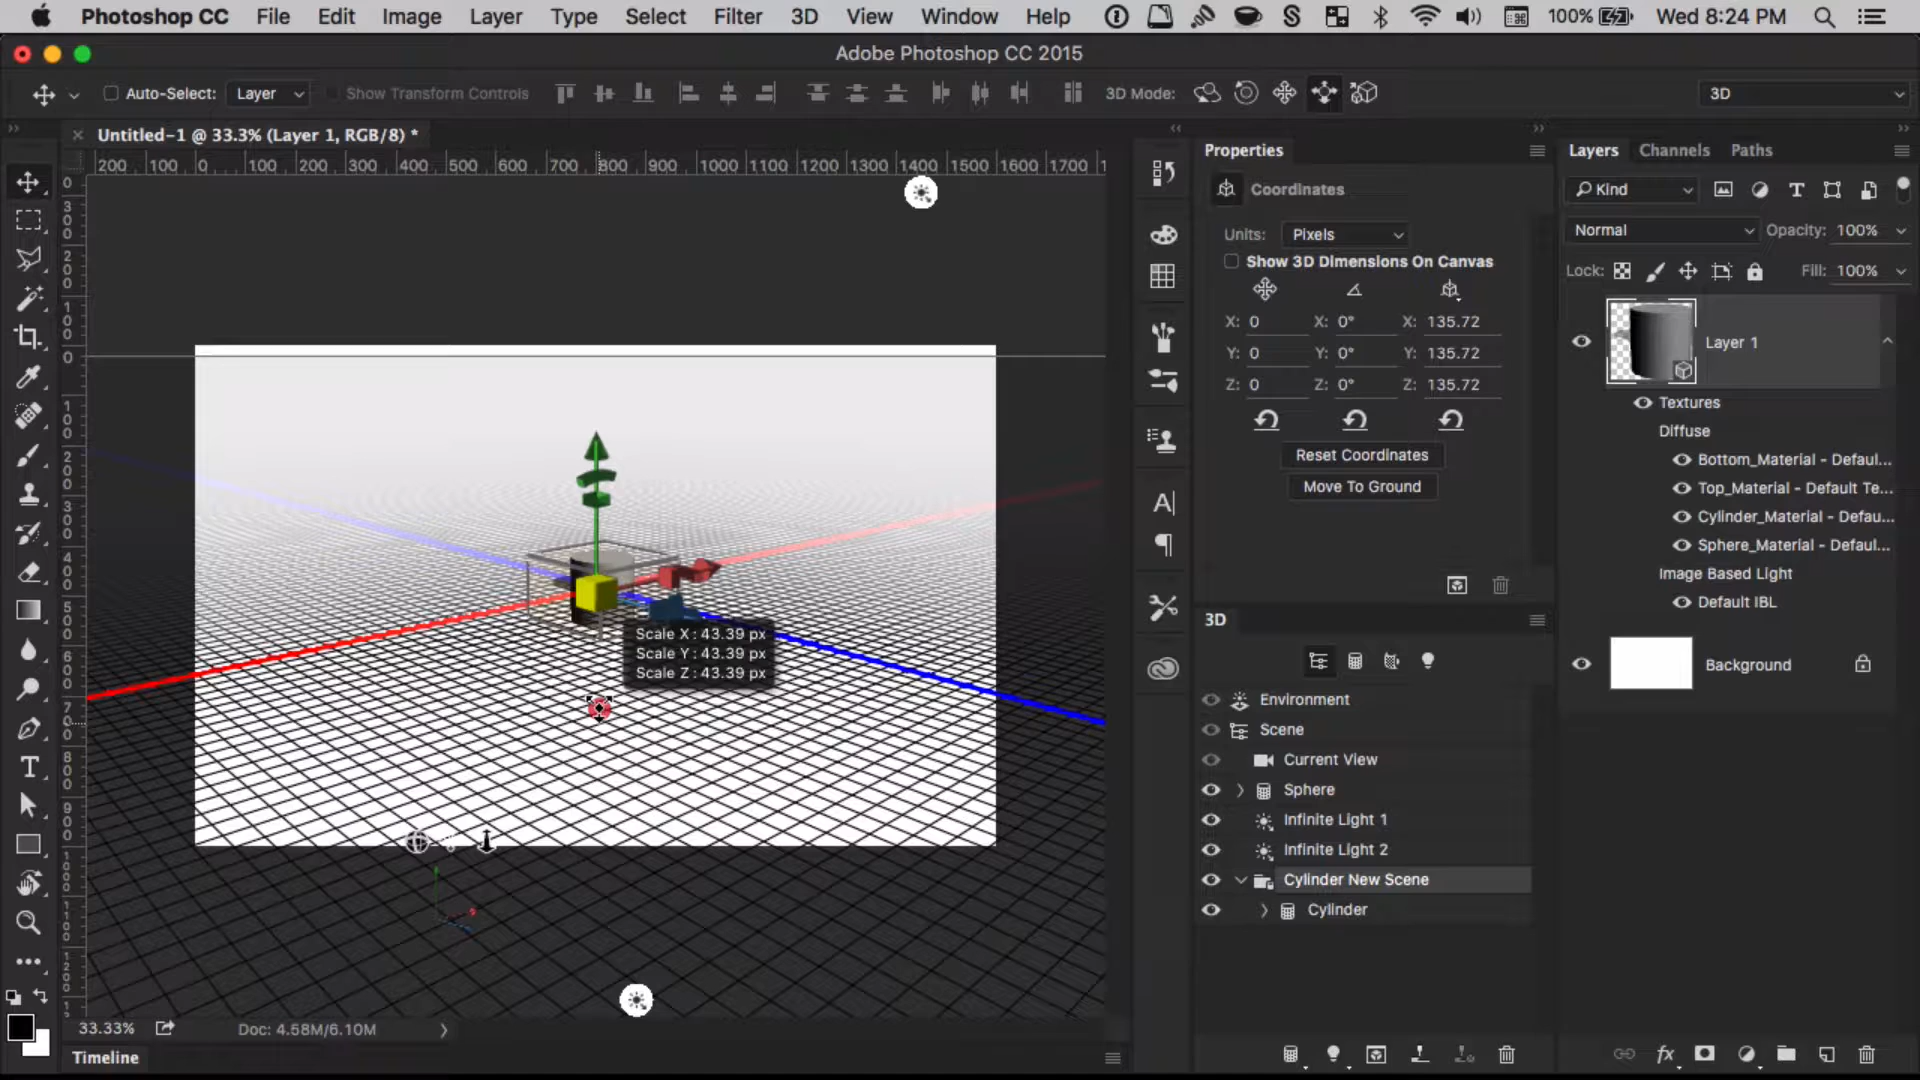 Photoshop CC File Edit Image Layer Type Select Filter 3D View Window Help 100% Wed 8:24 PM
Adobe Photoshop CC 2015
Auto-Select: Layer Show Transform Controls 3D Mode: 3D
Untitled-1 @ 33.3% (Layer 1, RGB/8) *
200 100 0 100 200 300 400 500 600 700 800 900 1000 1100 1200 1300 1400 1500 1600 1700
Properties
Coordinates
Units: Pixels
Show 3D Dimensions On Canvas
X: 0 X: 0° X: 135.72
Y: 0 Y: 0° Y: 135.72
Z: 0 Z: 0° Z: 135.72
Reset Coordinates
Move To Ground
Scale X : 43.39 px
Scale Y : 43.39 px
Scale Z : 43.39 px
3D
Environment
Scene
Current View
Sphere
Infinite Light 1
Infinite Light 2
Cylinder New Scene
Cylinder
Layers Channels Paths
Kind
Normal Opacity: 100%
Lock: Fill: 100%
Layer 1
Textures
Diffuse
Bottom_Material - Defaul...
Top_Material - Default Te...
Cylinder_Material - Defau...
Sphere_Material - Defaul...
Image Based Light
Default IBL
Background
33.33% Doc: 4.58M/6.10M
Timeline